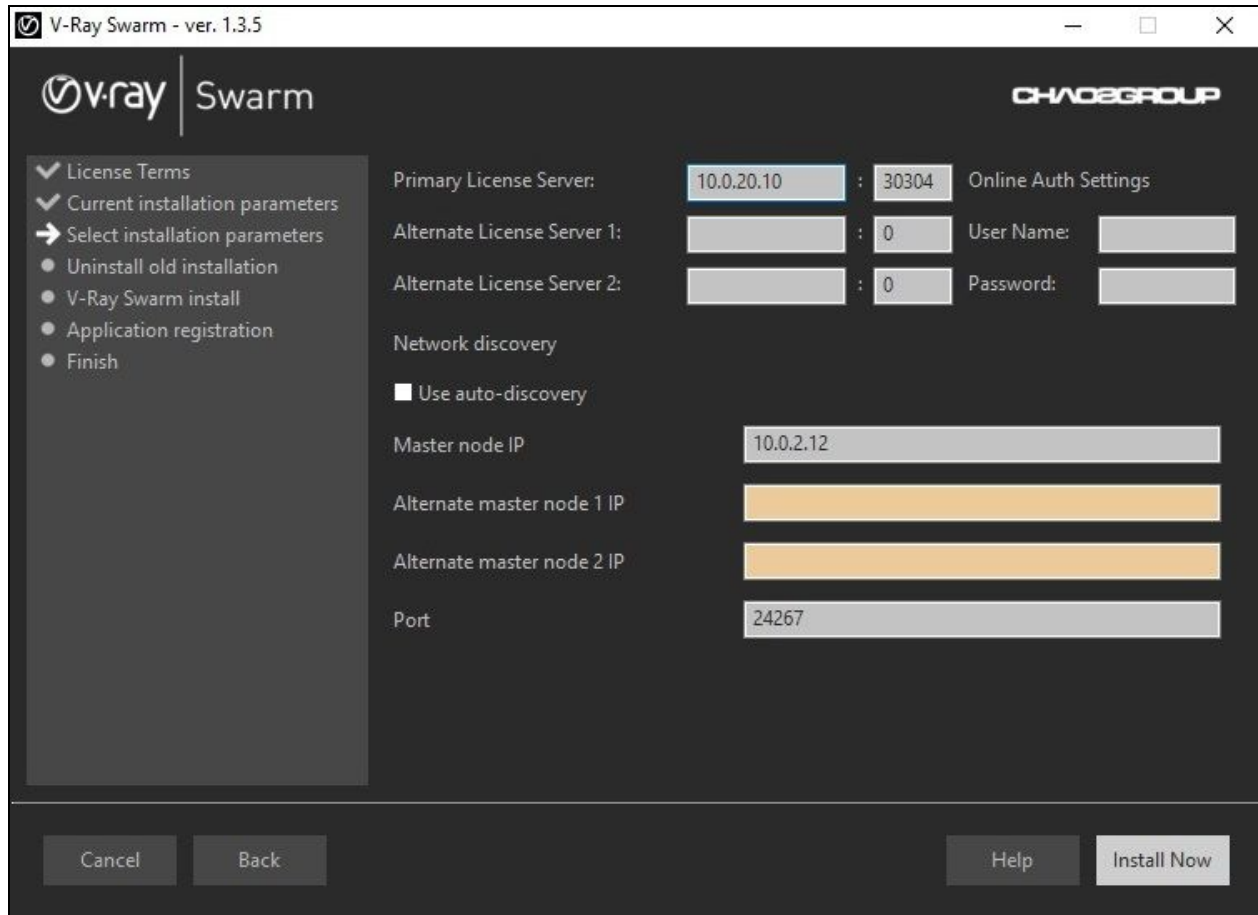 V-Ray Swarm - ver. 1.3.5
v·ray Swarm
CHAOSGROUP
License Terms
Current installation parameters
Select installation parameters
Uninstall old installation
V-Ray Swarm install
Application registration
Finish
Primary License Server: 10.0.20.10 : 30304 Online Auth Settings
Alternate License Server 1: : 0 User Name:
Alternate License Server 2: : 0 Password:
Network discovery
Use auto-discovery
Master node IP 10.0.2.12
Alternate master node 1 IP
Alternate master node 2 IP
Port 24267
Cancel Back Help Install Now